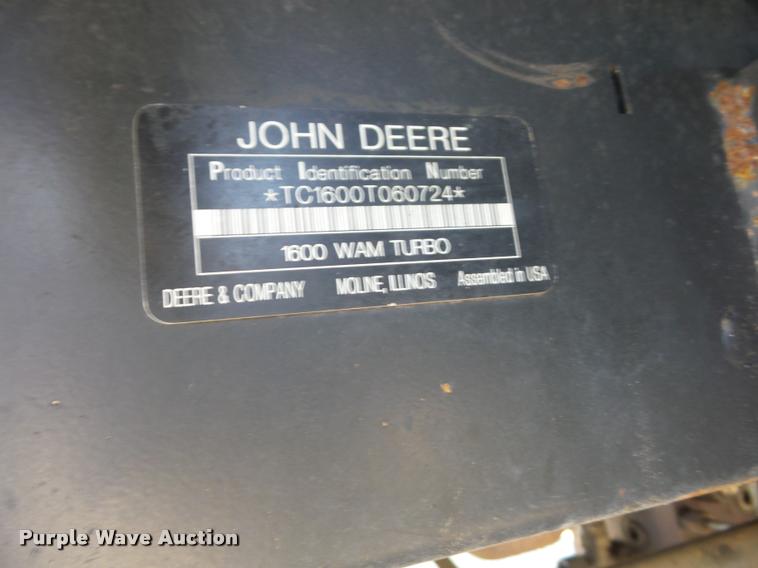 JOHN DEERE
Product Identification Number
*TC1600T060724*
1600 WAM TURBO
DEERE & COMPANY MOLINE, ILLINOIS Assembled in USA
Purple Wave Auction